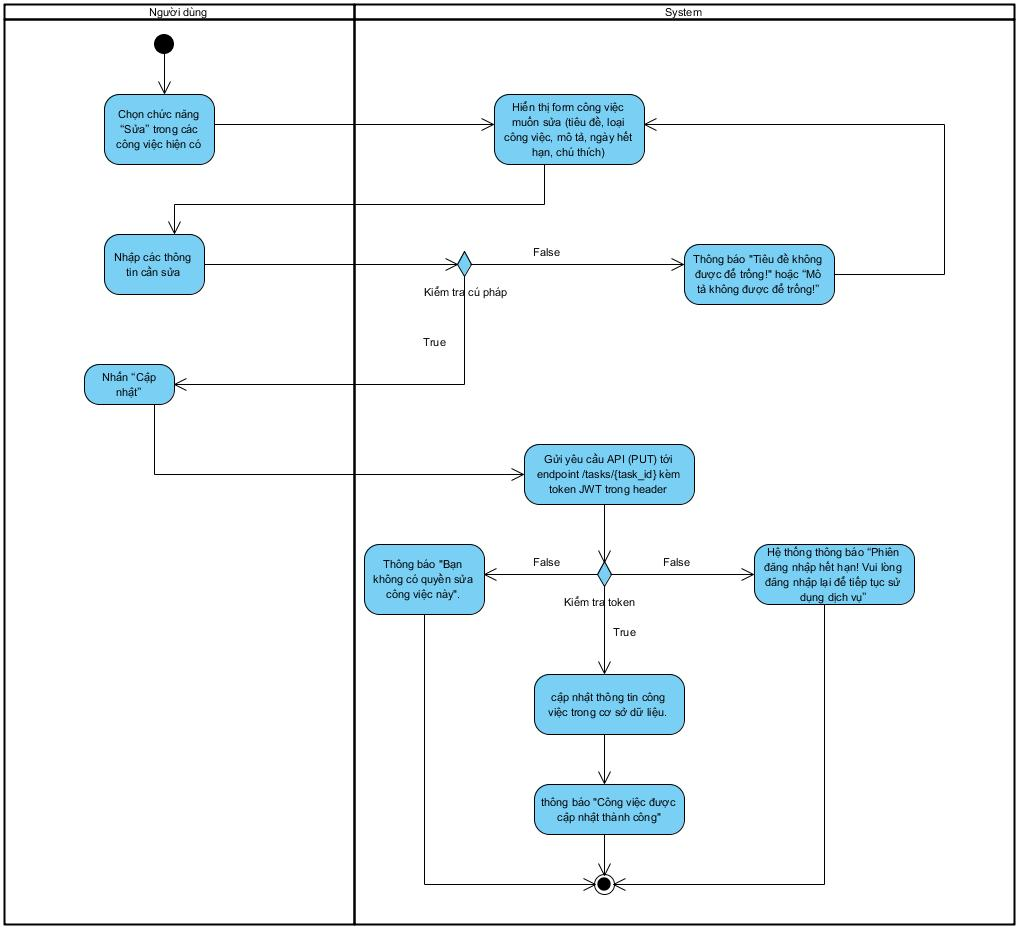 Người dùng
System
Chọn chức năng
“Sửa” trong các
công việc hiện có
Hiển thị form công việc
muốn sửa (tiêu đề, loại
công việc, mô tả, ngày hết
hạn, chú thích)
Nhập các thông
tin cần sửa
False
Kiểm tra cú pháp
True
Thông báo "Tiêu đề không
được để trống!" hoặc “Mô
tả không được để trống!”
Nhấn “Cập
nhật”
Gửi yêu cầu API (PUT) tới
endpoint /tasks/{task_id} kèm
token JWT trong header
Thông báo "Bạn
không có quyền sửa
công việc này".
False
False
Kiểm tra token
True
Hệ thống thông báo “Phiên
đăng nhập hết hạn! Vui lòng
đăng nhập lại để tiếp tục sử
dụng dịch vụ”
cập nhật thông tin công
việc trong cơ sở dữ liệu.
thông báo "Công việc được
cập nhật thành công"